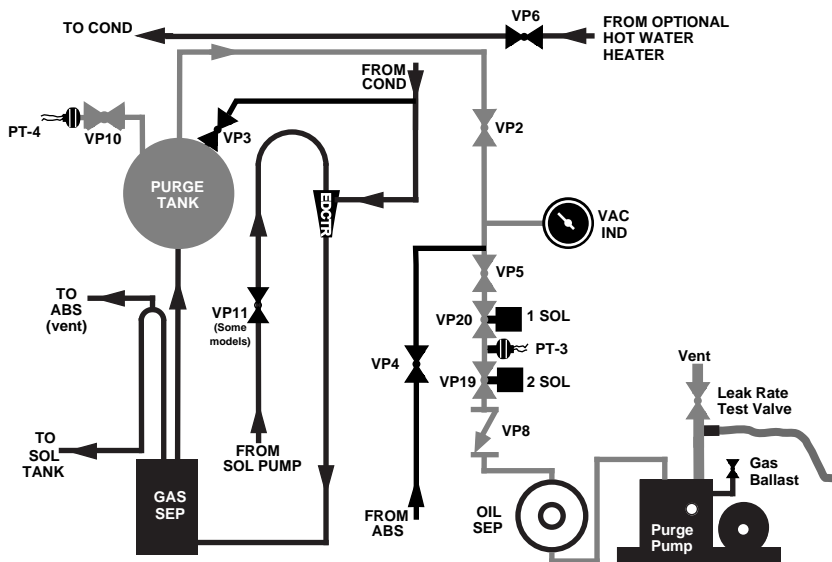 TO COND
VP6
FROM OPTIONAL
HOT WATER
HEATER
FROM
COND
PT-4
VP10
VP3
VP2
PURGE
TANK
EDCTR
VAC
IND
TO
ABS
(vent)
VP11
(Some
models)
VP5
VP20
1 SOL
PT-3
VP4
VP19
2 SOL
Vent
Leak Rate
Test Valve
VP8
TO
SOL
TANK
FROM
SOL PUMP
GAS
SEP
FROM
ABS
OIL
SEP
Gas
Ballast
Purge
Pump